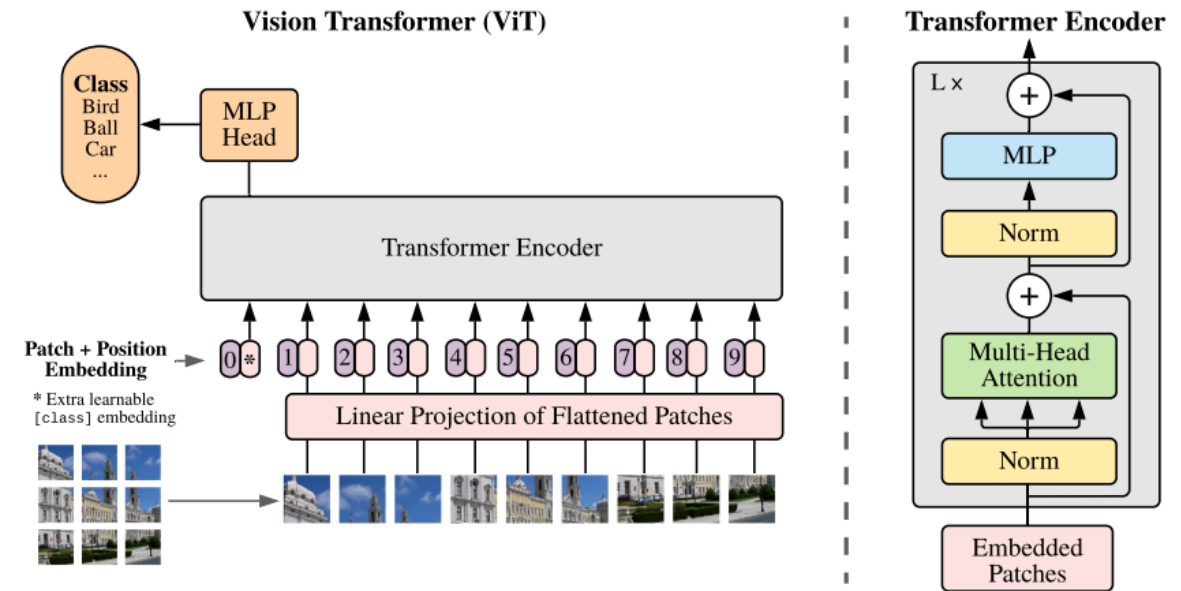 Vision Transformer (ViT)
Class
Bird
Ball
Car
...
MLP
Head
Transformer Encoder
Patch + Position
Embedding
0 * 1 2 3 4 5 6 7 8 9
* Extra learnable
[class] embedding
Linear Projection of Flattened Patches
Transformer Encoder
L ×
+
MLP
Norm
+
Multi-Head
Attention
Norm
Embedded
Patches